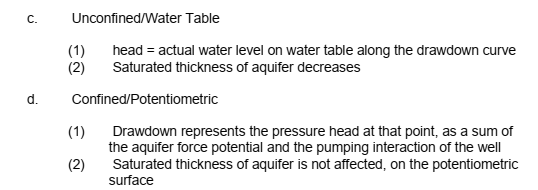 c. Unconfined/Water Table
(1) head = actual water level on water table along the drawdown curve
(2) Saturated thickness of aquifer decreases
d. Confined/Potentiometric
(1) Drawdown represents the pressure head at that point, as a sum of
the aquifer force potential and the pumping interaction of the well
(2) Saturated thickness of aquifer is not affected, on the potentiometric
surface